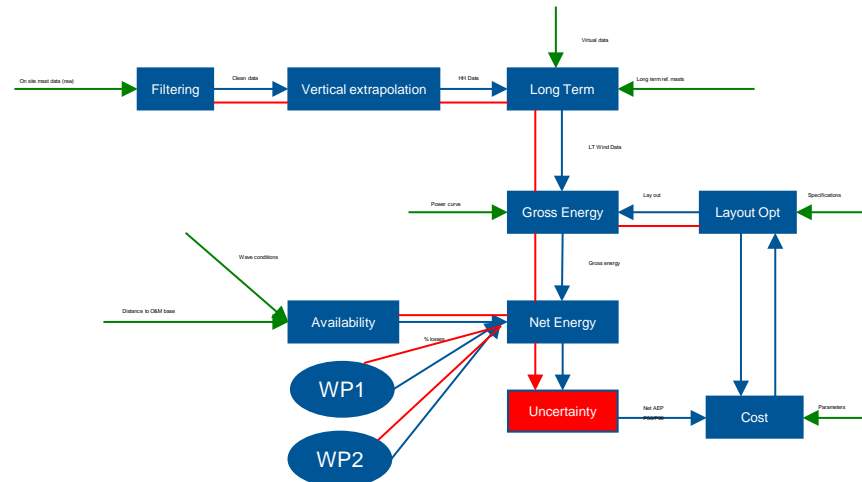 Virtual data
On site mast data (raw)
Clean data
HH Data
Long term ref. masts
Filtering
Vertical extrapolation
Long Term
LT Wind Data
Power curve
Lay out
Specifications
Gross Energy
Layout Opt
Wave conditions
Gross energy
Distance to O&M base
Availability
Net Energy
% losses
WP1
Uncertainty
Net AEP
P50/P90
Cost
Parameters
WP2